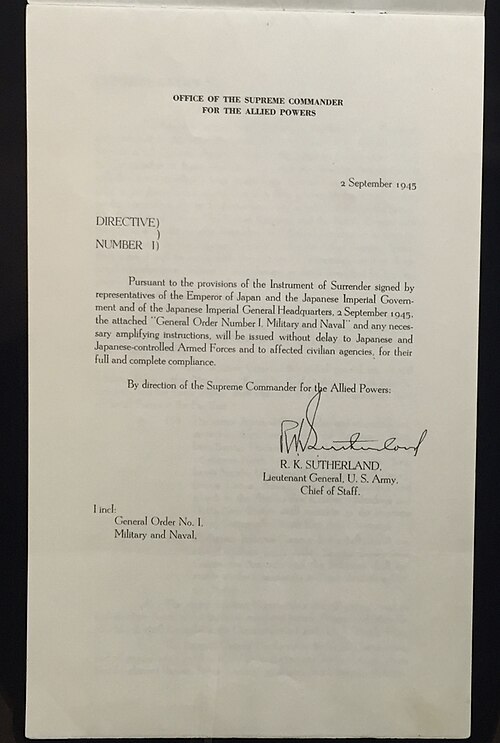 OFFICE OF THE SUPREME COMMANDER
FOR THE ALLIED POWERS
2 September 1945
DIRECTIVE)
)
NUMBER 1)
Pursuant to the provisions of the Instrument of Surrender signed by
representatives of the Emperor of Japan and the Japanese Imperial Govern-
ment and of the Japanese Imperial General Headquarters, 2 September 1945,
the attached "General Order Number I, Military and Naval" and any neces-
sary amplifying instructions, will be issued without delay to Japanese and
Japanese-controlled Armed Forces and to affected civilian agencies, for their
full and complete compliance.
By direction of the Supreme Commander for the Allied Powers:
RK Sutherland
R. K. SUTHERLAND,
Lieutenant General, U. S. Army,
Chief of Staff.
1 incl:
General Order No. I,
Military and Naval.